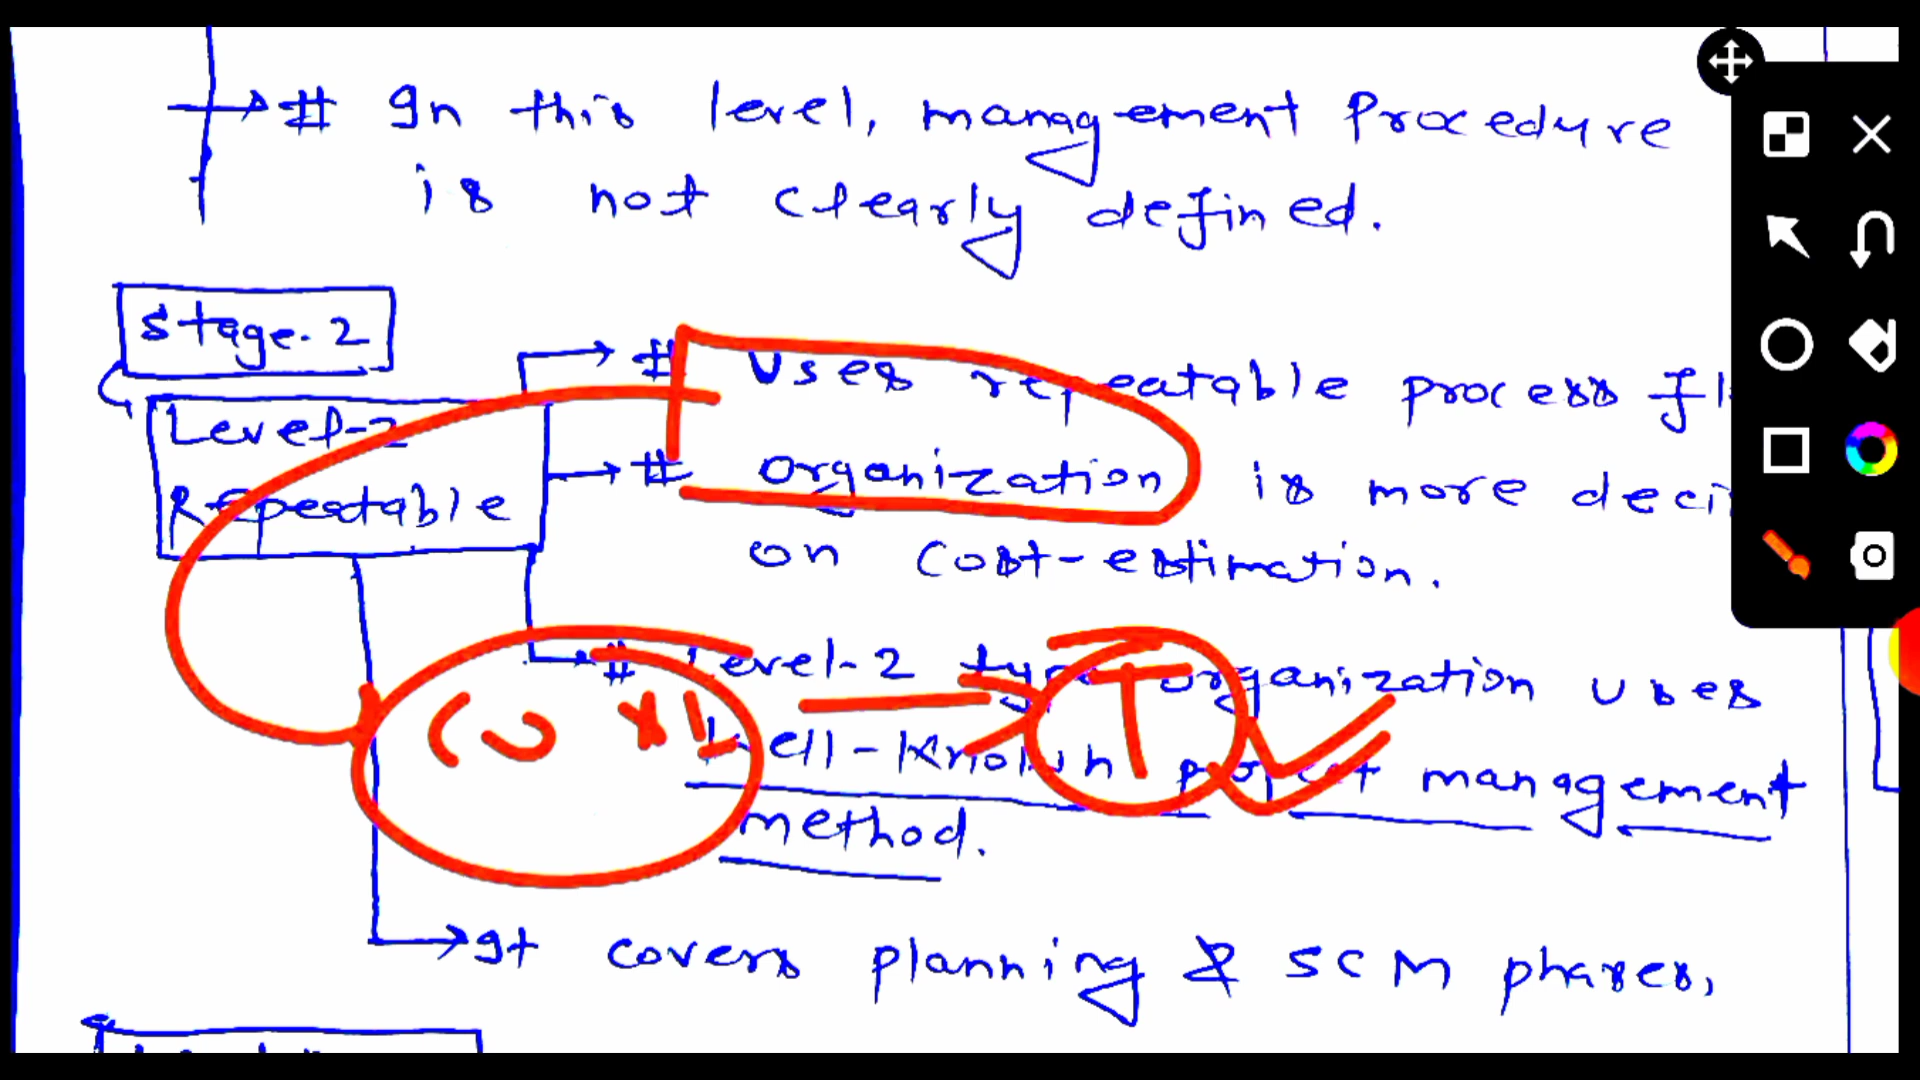 # In this level, management Procedure
is not clearly defined.
Stage-2
Level-2
Repeatable
# Uses repeatable process
# Organization is more
on cost-estimation.
# Level-2 type organization uses
well-known project management
method.
It covers planning & SCM phases,